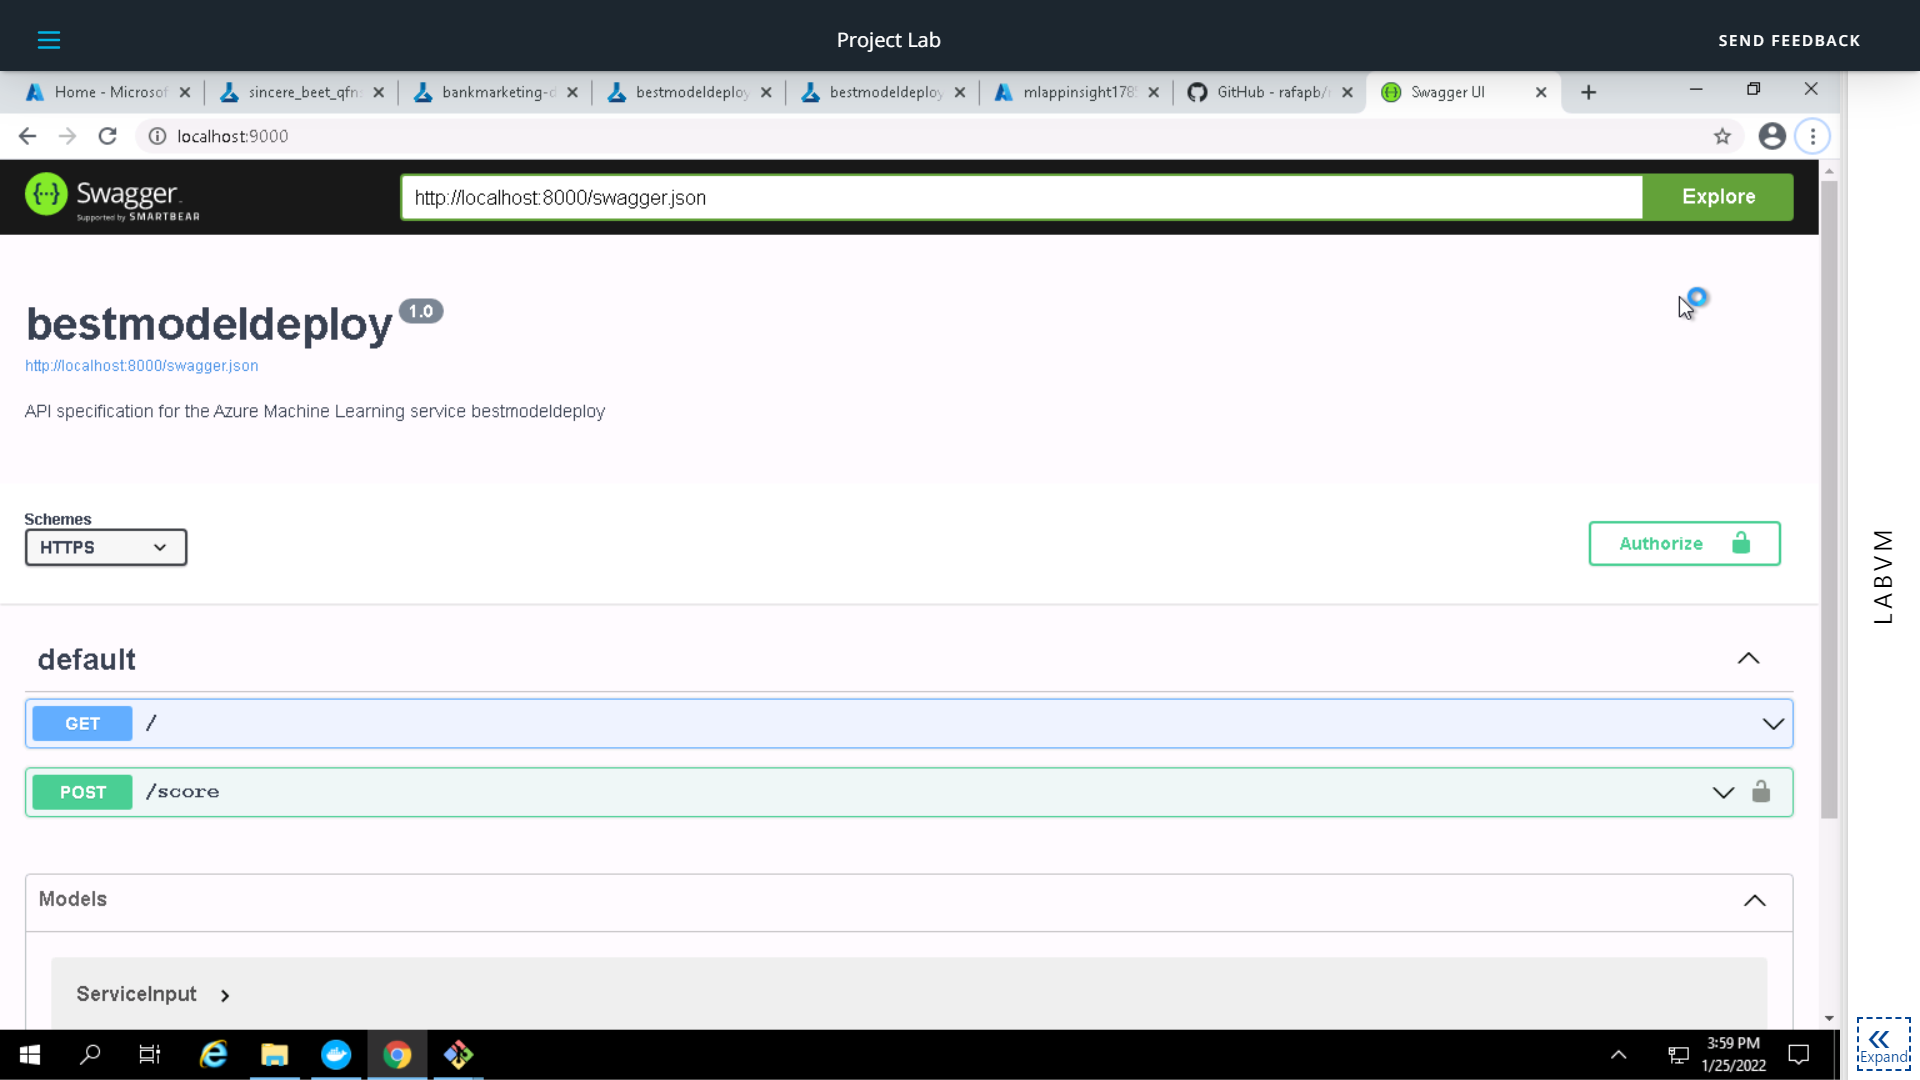 Project Lab
SEND FEEDBACK
Home - Microsof
sincere_beet_qfn
bankmarketing-d
bestmodeldeploy
bestmodeldeploy
mlappinsight178
GitHub - rafapb/
Swagger UI
localhost:9000
Swagger
Supported by SMARTBEAR
http://localhost:8000/swagger.json
Explore
bestmodeldeploy 1.0
http://localhost:8000/swagger.json
API specification for the Azure Machine Learning service bestmodeldeploy
Schemes
HTTPS
Authorize
default
GET /
POST /score
Models
ServiceInput
LABVM
Expand
3:59 PM
1/25/2022